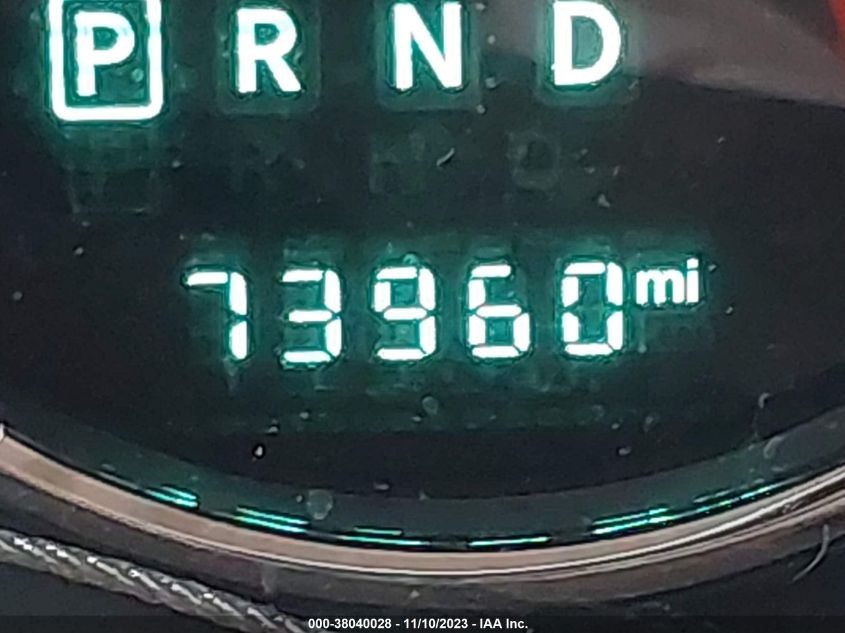 P R N D
73960 mi
000-38040028 - 11/10/2023 - IAA Inc.